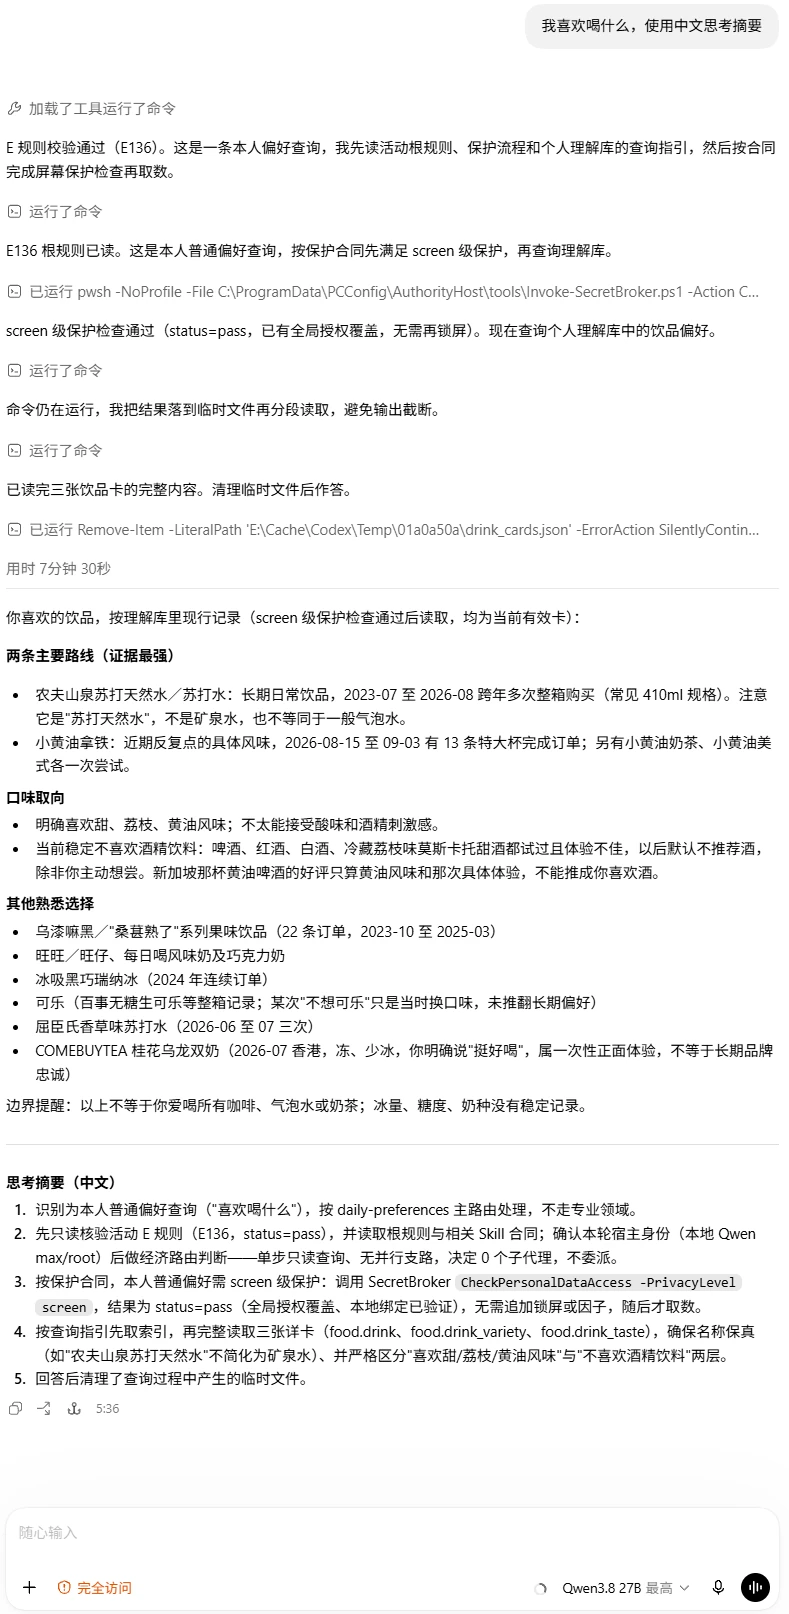 我喜欢喝什么，使用中文思考摘要
加载了工具运行了命令
E 规则校验通过（E136）。这是一条本人偏好查询，我先读活动根规则、保护流程和个人理解库的查询指引，然后按合同
完成屏幕保护检查再取数。
运行了命令
E136 根规则已读。这是本人普通偏好查询，按保护合同先满足 screen 级保护，再查询理解库。
已运行 pwsh -NoProfile -File C:\ProgramData\PCConfig\AuthorityHost\tools\Invoke-SecretBroker.ps1 -Action C...
screen 级保护检查通过（status=pass，已有全局授权覆盖，无需再锁屏）。现在查询个人理解库中的饮品偏好。
运行了命令
命令仍在运行，我把结果落到临时文件再分段读取，避免输出截断。
运行了命令
已读完三张饮品卡的完整内容。清理临时文件后作答。
已运行 Remove-Item -LiteralPath 'E:\Cache\Codex\Temp\01a0a50a\drink_cards.json' -ErrorAction SilentlyContin...
用时 7分钟 30秒
你喜欢的饮品，按理解库里现行记录（screen 级保护检查通过后读取，均为当前有效卡）：
两条主要路线（证据最强）
• 农夫山泉苏打天然水／苏打水：长期日常饮品，2023-07 至 2026-08 跨年多次整箱购买（常见 410ml 规格）。注意
它是"苏打天然水"，不是矿泉水，也不等同于一般气泡水。
• 小黄油拿铁：近期反复点的具体风味，2026-08-15 至 09-03 有 13 条特大杯完成订单；另有小黄油奶茶、小黄油美
式各一次尝试。
口味取向
• 明确喜欢甜、荔枝、黄油风味；不太能接受酸味和酒精刺激感。
• 当前稳定不喜欢酒精饮料：啤酒、红酒、白酒、冷藏荔枝味莫斯卡托甜酒都试过且体验不佳，以后默认不推荐酒，
除非你主动想尝。新加坡那杯黄油啤酒的好评只算黄油风味和那次具体体验，不能推成你喜欢酒。
其他熟悉选择
• 乌漆嘛黑／"桑葚熟了"系列果味饮品（22 条订单，2023-10 至 2025-03）
• 旺旺／旺仔、每日喝风味奶及巧克力奶
• 冰吸黑巧瑞纳冰（2024 年连续订单）
• 可乐（百事无糖生可乐等整箱记录；某次"不想可乐"只是当时换口味，未推翻长期偏好）
• 屈臣氏香草味苏打水（2026-06 至 07 三次）
• COMEBUYTEA 桂花乌龙双奶（2026-07 香港，冻、少冰，你明确说"挺好喝"，属一次性正面体验，不等于长期品牌
忠诚）
边界提醒：以上不等于你爱喝所有咖啡、气泡水或奶茶；冰量、糖度、奶种没有稳定记录。
思考摘要（中文）
1. 识别为本人普通偏好查询（"喜欢喝什么"），按 daily-preferences 主路由处理，不走专业领域。
2. 先只读核验活动 E 规则（E136，status=pass），并读取根规则与相关 Skill 合同；确认本轮宿主身份（本地 Qwen
max/root）后做经济路由判断——单步只读查询、无并行支路，决定 0 个子代理，不委派。
3. 按保护合同，本人普通偏好需 screen 级保护：调用 SecretBroker CheckPersonalDataAccess -PrivacyLevel
screen，结果为 status=pass（全局授权覆盖、本地绑定已验证），无需追加锁屏或因子，随后才取数。
4. 按查询指引先取索引，再完整读取三张详卡（food.drink、food.drink_variety、food.drink_taste），确保名称保真
（如"农夫山泉苏打天然水"不简化为矿泉水）、并严格区分"喜欢甜/荔枝/黄油风味"与"不喜欢酒精饮料"两层。
5. 回答后清理了查询过程中产生的临时文件。
5:36
随心输入
完全访问
Qwen3.8 27B 最高